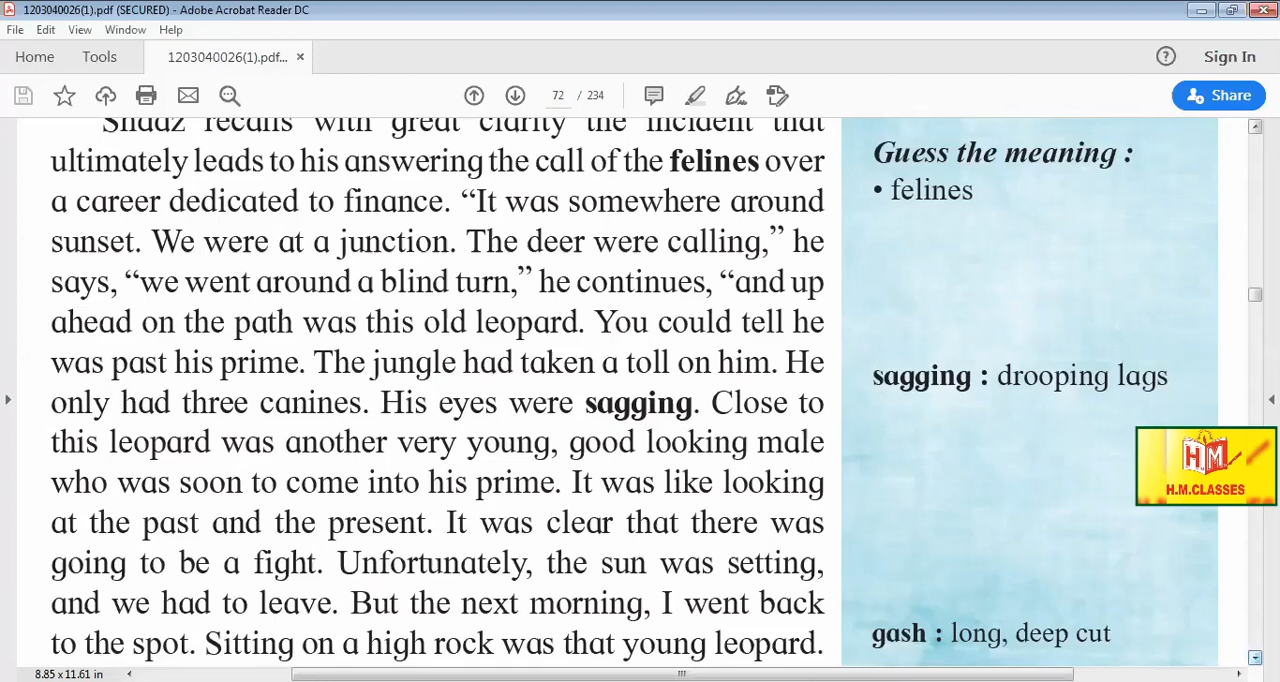 1203040026(1).pdf (SECURED) - Adobe Acrobat Reader DC
File Edit View Window Help
Home Tools 1203040026(1).pdf... × ? Sign In
72 / 234 Share
Shaaz recalls with great clarity the incident that
ultimately leads to his answering the call of the felines over
a career dedicated to finance. “It was somewhere around
sunset. We were at a junction. The deer were calling,” he
says, “we went around a blind turn,” he continues, “and up
ahead on the path was this old leopard. You could tell he
was past his prime. The jungle had taken a toll on him. He
only had three canines. His eyes were sagging. Close to
this leopard was another very young, good looking male
who was soon to come into his prime. It was like looking
at the past and the present. It was clear that there was
going to be a fight. Unfortunately, the sun was setting,
and we had to leave. But the next morning, I went back
to the spot. Sitting on a high rock was that young leopard.
Guess the meaning :
• felines
sagging : drooping lags
H.M
H.M.CLASSES
gash : long, deep cut
8.85 x 11.61 in